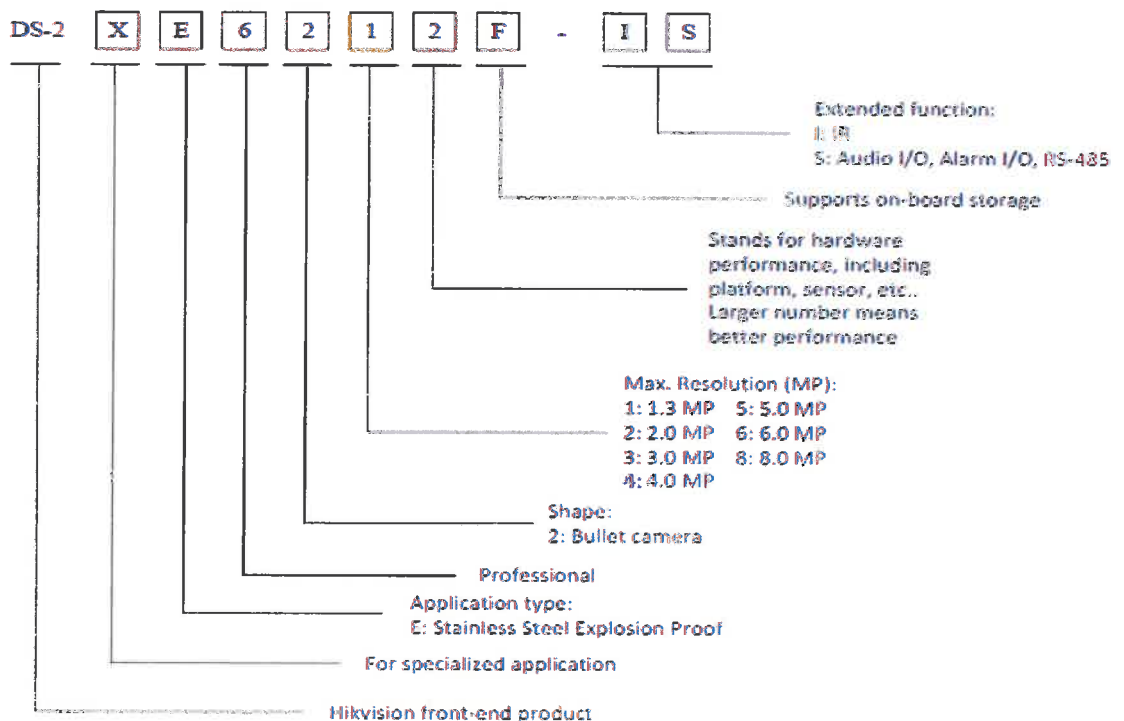 DS-2 X E 6 2 1 2 F - I S
Extended function:
I: IR
S: Audio I/O, Alarm I/O, RS-485
Supports on-board storage
Stands for hardware
performance, including
platform, sensor, etc..
Larger number means
better performance
Max. Resolution (MP):
1: 1.3 MP 5: 5.0 MP
2: 2.0 MP 6: 6.0 MP
3: 3.0 MP 8: 8.0 MP
4: 4.0 MP
Shape:
2: Bullet camera
Professional
Application type:
E: Stainless Steel Explosion Proof
For specialized application
Hikvision front-end product